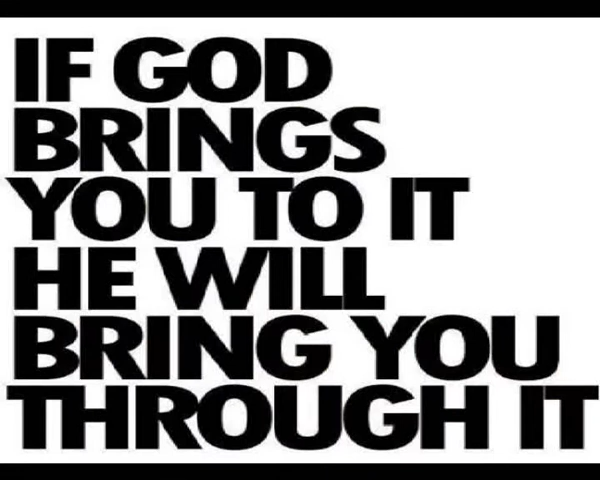 IF GOD
BRINGS
YOU TO IT
HE WILL
BRING YOU
THROUGH IT